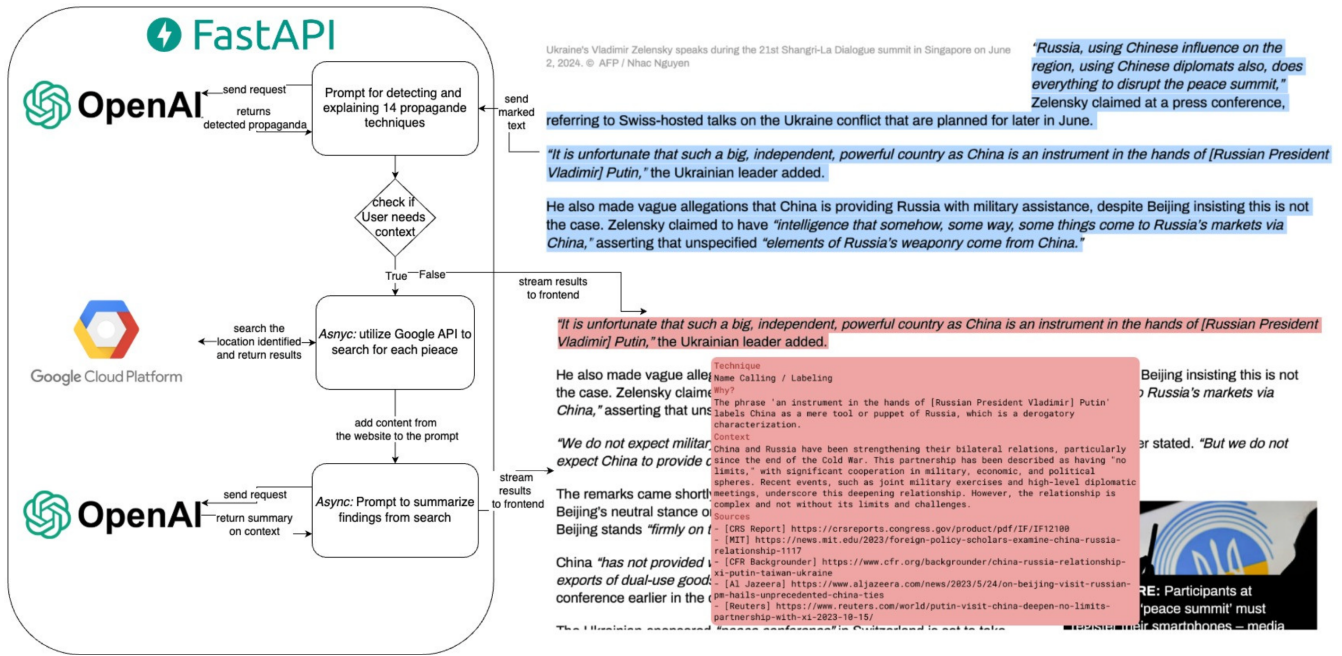 FastAPI
OpenAI
send request
returns
detected propaganda
Prompt for detecting and
explaining 14 propagande
techniques
send
marked
text
check if
User needs
context
True
False
stream results
to frontend
Google Cloud Platform
search the
location identified
and return results
Asnyc: utilize Google API to
search for each pieace
add content from
the website to the prompt
OpenAI
send request
return summary
on context
Async: Prompt to summarize
findings from search
stream
results
to frontend
Ukraine's Vladimir Zelensky speaks during the 21st Shangri-La Dialogue summit in Singapore on June
2, 2024. © AFP / Nhac Nguyen
“Russia, using Chinese influence on the
region, using Chinese diplomats also, does
everything to disrupt the peace summit,”
Zelensky claimed at a press conference,
referring to Swiss-hosted talks on the Ukraine conflict that are planned for later in June.
“It is unfortunate that such a big, independent, powerful country as China is an instrument in the hands of [Russian President
Vladimir] Putin,” the Ukrainian leader added.
He also made vague allegations that China is providing Russia with military assistance, despite Beijing insisting this is not
the case. Zelensky claimed to have “intelligence that somehow, some way, some things come to Russia’s markets via
China,” asserting that unspecified “elements of Russia’s weaponry come from China.”
“It is unfortunate that such a big, independent, powerful country as China is an instrument in the hands of [Russian President
Vladimir] Putin,” the Ukrainian leader added.
He also made vague alle Beijing insisting this is not
the case. Zelensky claime Russia’s markets via
China,” asserting that uns
“We do not expect military er stated. “But we do not
expect China to provide
The remarks came shortly
Beijing's neutral stance o
Beijing stands “firmly on t
China “has not provided
exports of dual-use goods
conference earlier in the
The Ukrainian-sponsored “peace conference” in Switzerland is set to take
Technique
Name Calling / Labeling
Why?
The phrase 'an instrument in the hands of [Russian President Vladimir] Putin'
labels China as a mere tool or puppet of Russia, which is a derogatory
characterization.
Context
China and Russia have been strengthening their bilateral relations, particularly
since the end of the Cold War. This partnership has been described as having "no
limits," with significant cooperation in military, economic, and political
spheres. Recent events, such as joint military exercises and high-level diplomatic
meetings, underscore this deepening relationship. However, the relationship is
complex and not without its limits and challenges.
Sources
- [CRS Report] https://crsreports.congress.gov/product/pdf/IF/IF12100
- [MIT] https://news.mit.edu/2023/foreign-policy-scholars-examine-china-russia-
relationship-1117
- [CFR Backgrounder] https://www.cfr.org/backgrounder/china-russia-relationship-
xi-putin-taiwan-ukraine
- [Al Jazeera] https://www.aljazeera.com/news/2023/5/24/on-beijing-visit-russian-
pm-hails-unprecedented-china-ties
- [Reuters] https://www.reuters.com/world/putin-visit-china-deepen-no-limits-
partnership-with-xi-2023-10-15/
RE: Participants at
‘peace summit’ must
register their smartphones – media